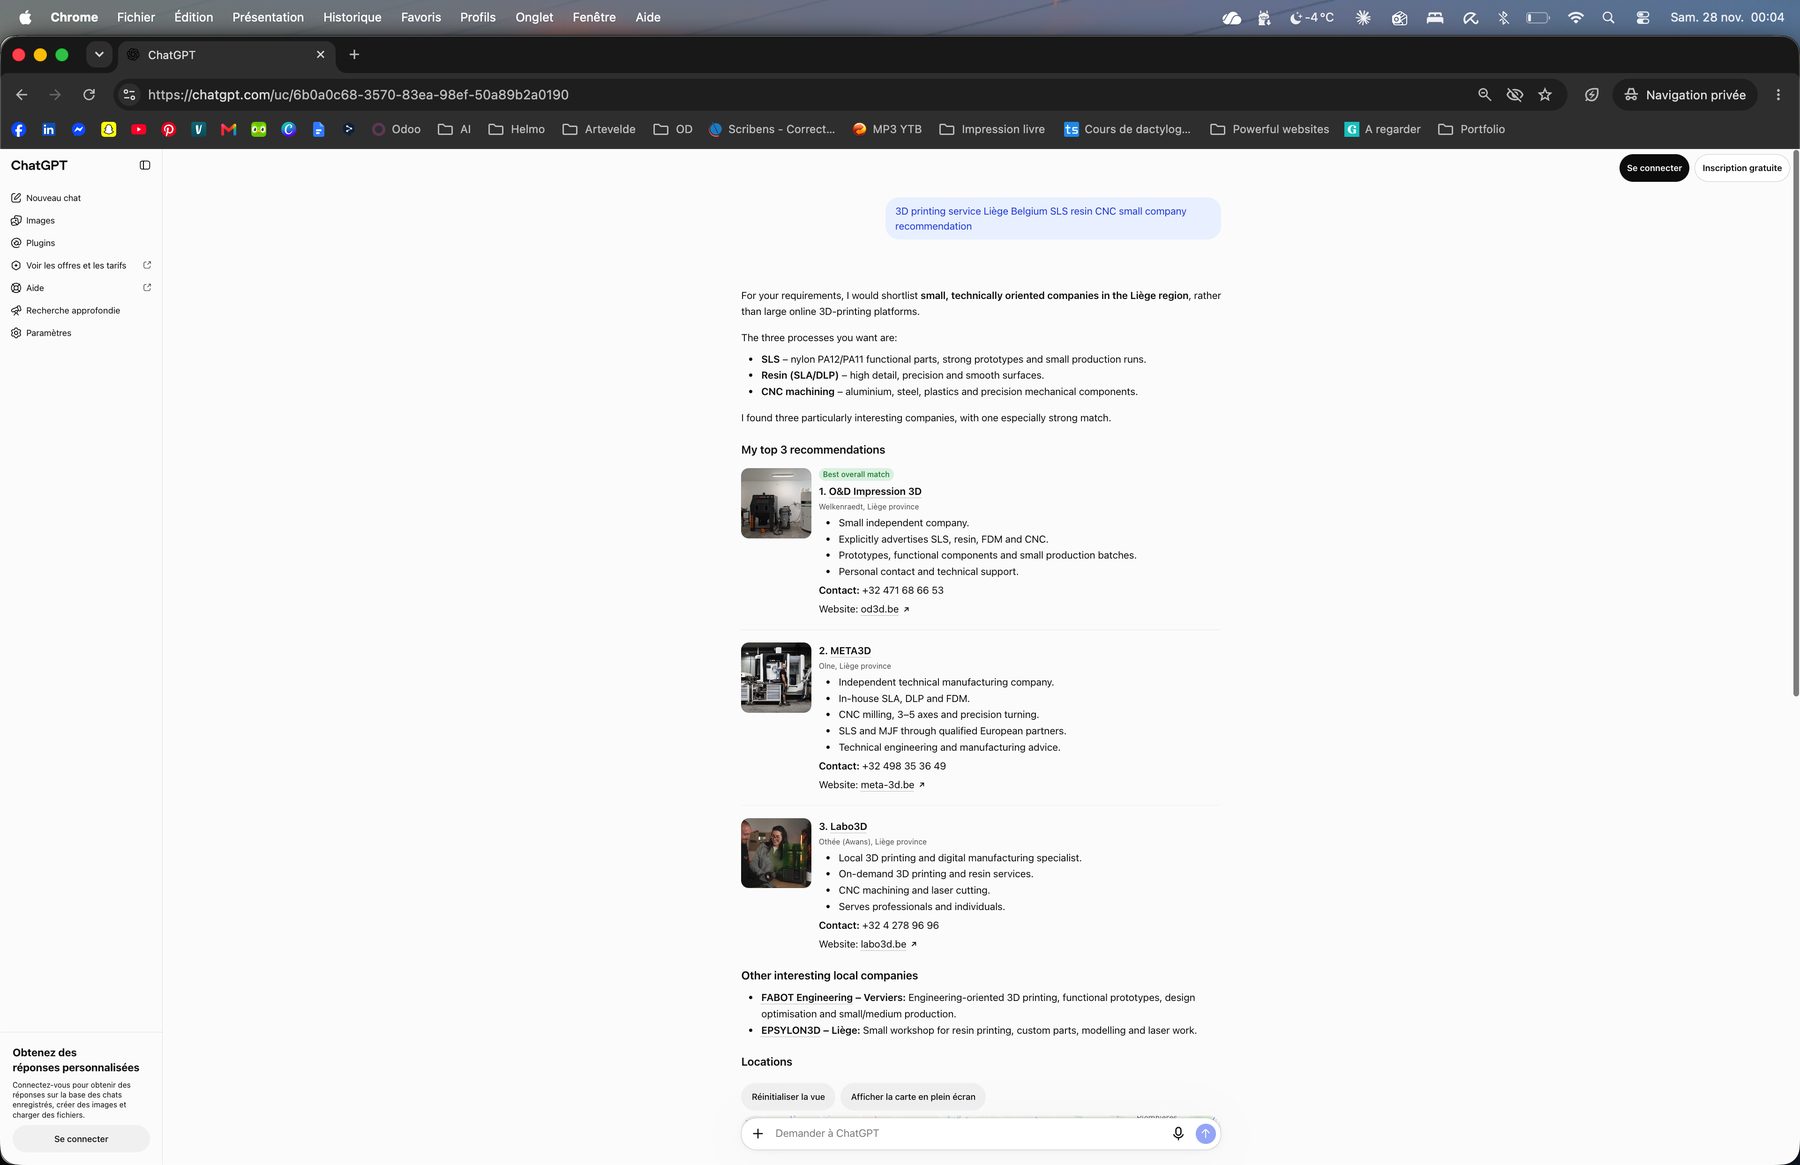 Chrome Fichier Édition Présentation Historique Favoris Profils Onglet Fenêtre Aide -4 °C Sam. 28 nov. 00:04
ChatGPT
https://chatgpt.com/uc/6b0a0c68-3570-83ea-98ef-50a89b2a0190 Navigation privée
Odoo AI Helmo Artevelde OD Scribens - Correct... MP3 YTB Impression livre Cours de dactylog... Powerful websites A regarder Portfolio
ChatGPT
Se connecter Inscription gratuite
Nouveau chat
Images
Plugins
Voir les offres et les tarifs
Aide
Recherche approfondie
Paramètres
3D printing service Liège Belgium SLS resin CNC small company
recommendation
For your requirements, I would shortlist small, technically oriented companies in the Liège region, rather
than large online 3D-printing platforms.
The three processes you want are:
• SLS – nylon PA12/PA11 functional parts, strong prototypes and small production runs.
• Resin (SLA/DLP) – high detail, precision and smooth surfaces.
• CNC machining – aluminium, steel, plastics and precision mechanical components.
I found three particularly interesting companies, with one especially strong match.
My top 3 recommendations
Best overall match
1. O&D Impression 3D
Welkenraedt, Liège province
• Small independent company.
• Explicitly advertises SLS, resin, FDM and CNC.
• Prototypes, functional components and small production batches.
• Personal contact and technical support.
Contact: +32 471 68 66 53
Website: od3d.be ↗
2. META3D
Olne, Liège province
• Independent technical manufacturing company.
• In-house SLA, DLP and FDM.
• CNC milling, 3–5 axes and precision turning.
• SLS and MJF through qualified European partners.
• Technical engineering and manufacturing advice.
Contact: +32 498 35 36 49
Website: meta-3d.be ↗
3. Labo3D
Othée (Awans), Liège province
• Local 3D printing and digital manufacturing specialist.
• On-demand 3D printing and resin services.
• CNC machining and laser cutting.
• Serves professionals and individuals.
Contact: +32 4 278 96 96
Website: labo3d.be ↗
Other interesting local companies
• FABOT Engineering – Verviers: Engineering-oriented 3D printing, functional prototypes, design
optimisation and small/medium production.
• EPSYLON3D – Liège: Small workshop for resin printing, custom parts, modelling and laser work.
Locations
Réinitialiser la vue Afficher la carte en plein écran
Demander à ChatGPT
Obtenez des
réponses personnalisées
Connectez-vous pour obtenir des
réponses sur la base des chats
enregistrés, créer des images et
charger des fichiers.
Se connecter